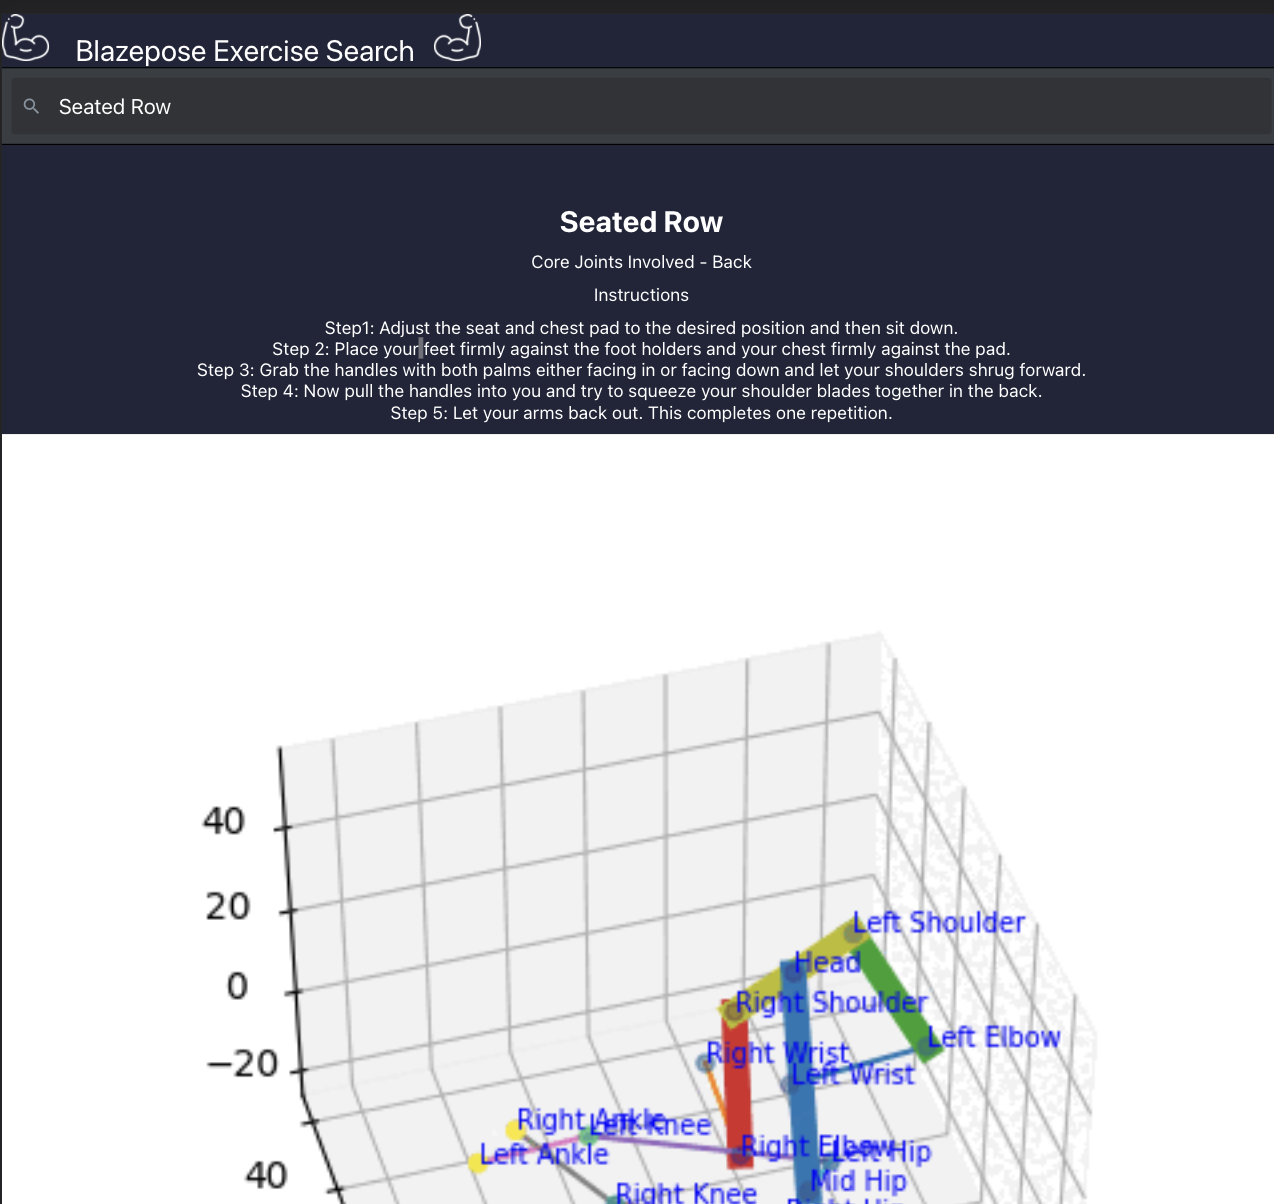 Blazepose Exercise Search
Seated Row
Seated Row
Core Joints Involved - Back
Instructions
Step1: Adjust the seat and chest pad to the desired position and then sit down.
Step 2: Place your feet firmly against the foot holders and your chest firmly against the pad.
Step 3: Grab the handles with both palms either facing in or facing down and let your shoulders shrug forward.
Step 4: Now pull the handles into you and try to squeeze your shoulder blades together in the back.
Step 5: Let your arms back out. This completes one repetition.
40
20
Left Shoulder
Head
0
Right Shoulder
Left Elbow
−20
Right Wrist
Left Wrist
Right Ankle
Left Knee
Left Ankle
Right Elbow
Left Hip
40
Mid Hip
Right Knee
Right Hip